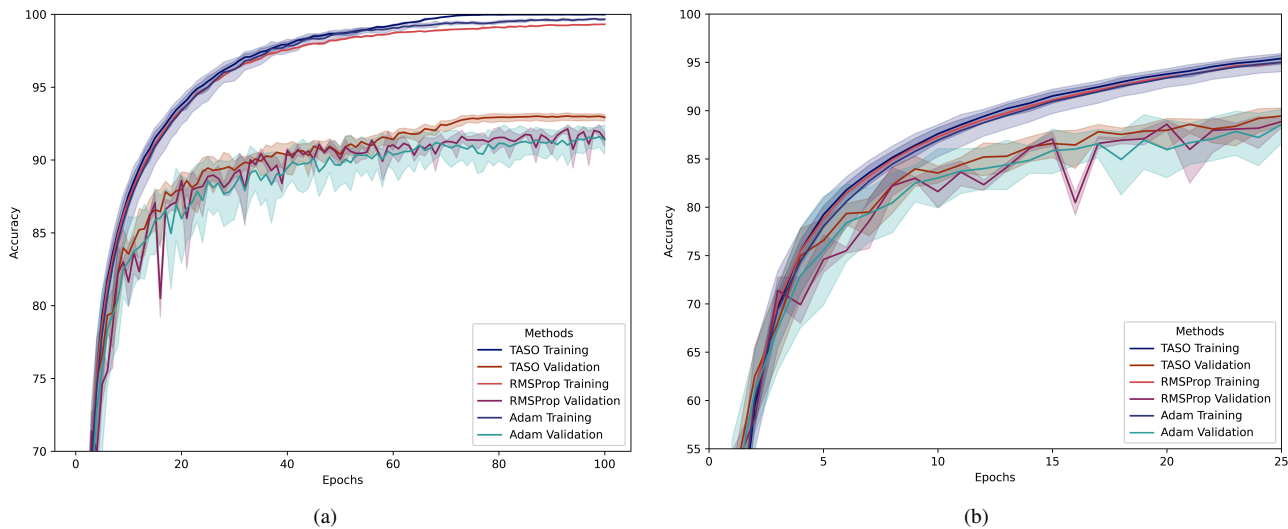 100
95
90
85
80
75
70
Accuracy
0
20
40
60
80
100
Epochs
Methods
TASO Training
TASO Validation
RMSProp Training
RMSProp Validation
Adam Training
Adam Validation
(a)
100
95
90
85
80
75
70
65
60
55
Accuracy
0
5
10
15
20
25
Epochs
Methods
TASO Training
TASO Validation
RMSProp Training
RMSProp Validation
Adam Training
Adam Validation
(b)